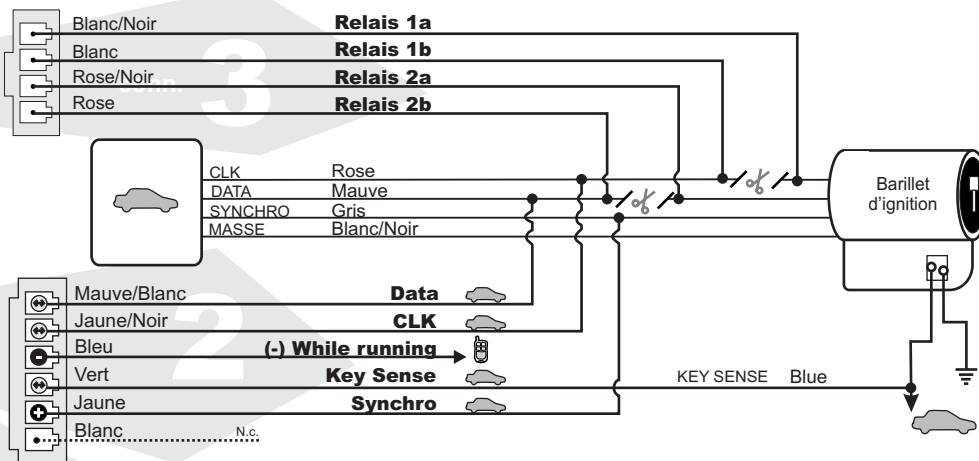 Blanc/Noir Relais 1a
Blanc Relais 1b
Rose/Noir Relais 2a
Rose Relais 2b
conn. 3
CLK Rose
DATA Mauve
SYNCHRO Gris
MASSE Blanc/Noir
Barillet
d'ignition
Mauve/Blanc Data
Jaune/Noir CLK
Bleu (-) While running
Vert Key Sense KEY SENSE Blue
Jaune Synchro
Blanc N.c.
2